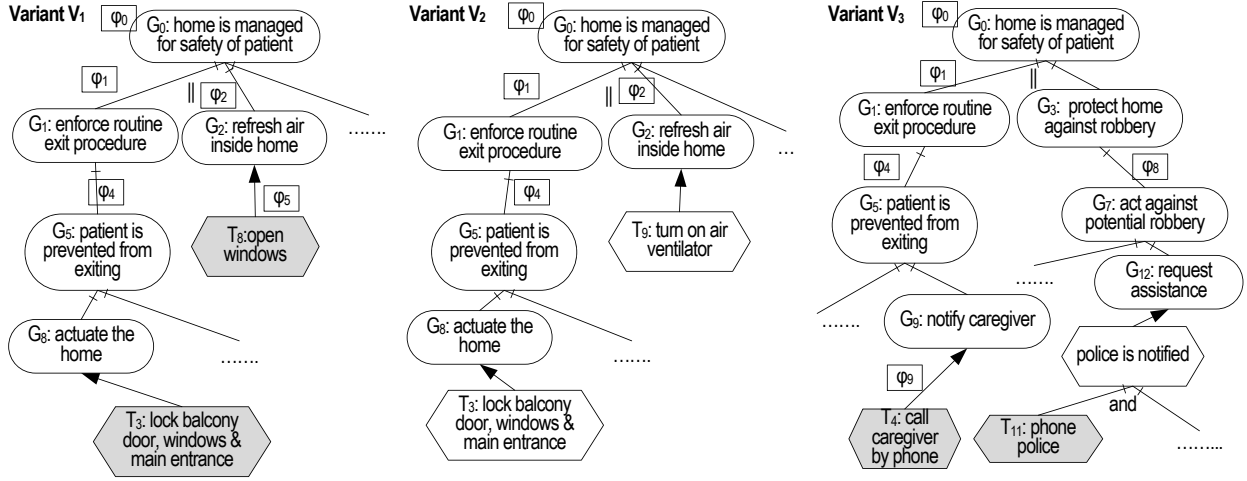 Variant V₁
φ₀
G₀: home is managed
for safety of patient
φ₁
|| φ₂
G₁: enforce routine
exit procedure
G₂: refresh air
inside home
.......
φ₄
φ₅
G₅: patient is
prevented from
exiting
T₈:open
windows
G₈: actuate the
home
.......
T₃: lock balcony
door, windows &
main entrance
Variant V₂
φ₀
G₀: home is managed
for safety of patient
φ₁
|| φ₂
G₁: enforce routine
exit procedure
G₂: refresh air
inside home
...
φ₄
G₅: patient is
prevented from
exiting
T₉: turn on air
ventilator
G₈: actuate the
home
.......
T₃: lock balcony
door, windows &
main entrance
Variant V₃
φ₀
G₀: home is managed
for safety of patient
φ₁
||
G₁: enforce routine
exit procedure
G₃: protect home
against robbery
φ₄
φ₈
G₅: patient is
prevented from
exiting
G₇: act against
potential robbery
.......
G₁₂: request
assistance
.......
G₉: notify caregiver
police is notified
φ₉
and
T₄: call
caregiver
by phone
T₁₁: phone
police
.........